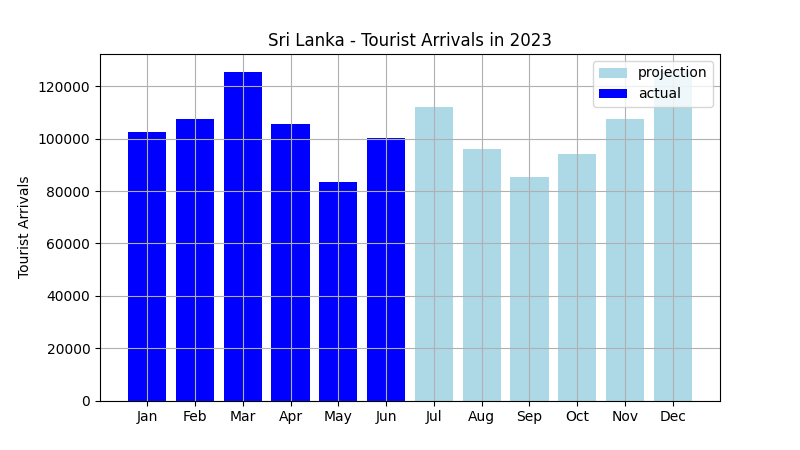 Sri Lanka - Tourist Arrivals in 2023
projection
actual
Tourist Arrivals
120000
100000
80000
60000
40000
20000
0
Jan Feb Mar Apr May Jun Jul Aug Sep Oct Nov Dec